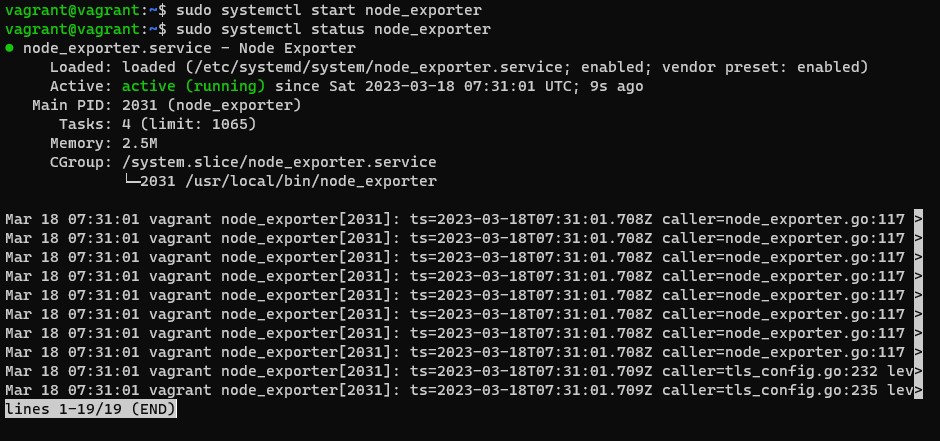 vagrant@vagrant:~$ sudo systemctl start node_exporter
vagrant@vagrant:~$ sudo systemctl status node_exporter
● node_exporter.service - Node Exporter
     Loaded: loaded (/etc/systemd/system/node_exporter.service; enabled; vendor preset: enabled)
     Active: active (running) since Sat 2023-03-18 07:31:01 UTC; 9s ago
   Main PID: 2031 (node_exporter)
      Tasks: 4 (limit: 1065)
     Memory: 2.5M
     CGroup: /system.slice/node_exporter.service
             └─2031 /usr/local/bin/node_exporter
Mar 18 07:31:01 vagrant node_exporter[2031]: ts=2023-03-18T07:31:01.708Z caller=node_exporter.go:117 >
Mar 18 07:31:01 vagrant node_exporter[2031]: ts=2023-03-18T07:31:01.708Z caller=node_exporter.go:117 >
Mar 18 07:31:01 vagrant node_exporter[2031]: ts=2023-03-18T07:31:01.708Z caller=node_exporter.go:117 >
Mar 18 07:31:01 vagrant node_exporter[2031]: ts=2023-03-18T07:31:01.708Z caller=node_exporter.go:117 >
Mar 18 07:31:01 vagrant node_exporter[2031]: ts=2023-03-18T07:31:01.708Z caller=node_exporter.go:117 >
Mar 18 07:31:01 vagrant node_exporter[2031]: ts=2023-03-18T07:31:01.708Z caller=node_exporter.go:117 >
Mar 18 07:31:01 vagrant node_exporter[2031]: ts=2023-03-18T07:31:01.708Z caller=node_exporter.go:117 >
Mar 18 07:31:01 vagrant node_exporter[2031]: ts=2023-03-18T07:31:01.708Z caller=node_exporter.go:117 >
Mar 18 07:31:01 vagrant node_exporter[2031]: ts=2023-03-18T07:31:01.709Z caller=tls_config.go:232 lev>
Mar 18 07:31:01 vagrant node_exporter[2031]: ts=2023-03-18T07:31:01.709Z caller=tls_config.go:235 lev>
lines 1-19/19 (END)